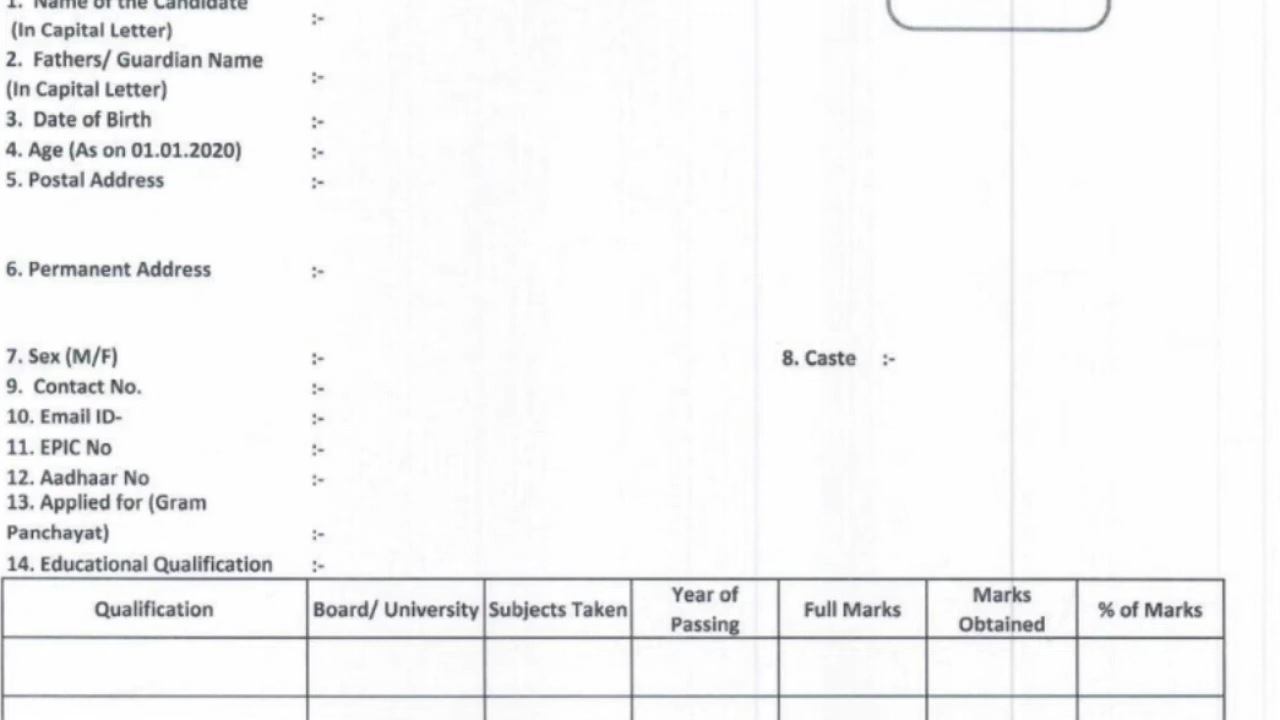 1. Name of the Candidate
(In Capital Letter) :-
2. Fathers/ Guardian Name
(In Capital Letter) :-
3. Date of Birth :-
4. Age (As on 01.01.2020) :-
5. Postal Address :-
6. Permanent Address :-
7. Sex (M/F) :- 8. Caste :-
9. Contact No. :-
10. Email ID- :-
11. EPIC No :-
12. Aadhaar No :-
13. Applied for (Gram
Panchayat) :-
14. Educational Qualification :-
Qualification Board/ University Subjects Taken Year of Passing Full Marks Marks Obtained % of Marks